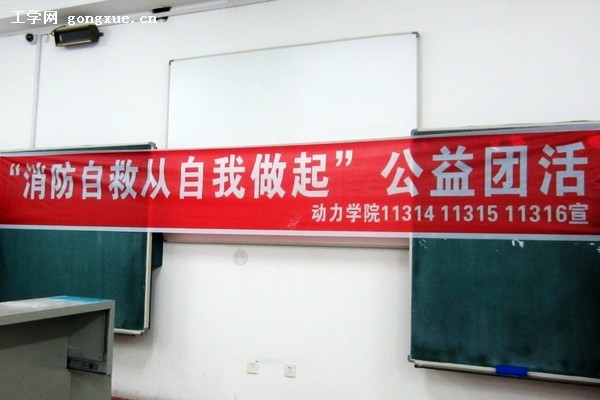 工学网 gongxue.cn
“消防自救从自我做起”公益团活
动力学院11314 11315 11316宣